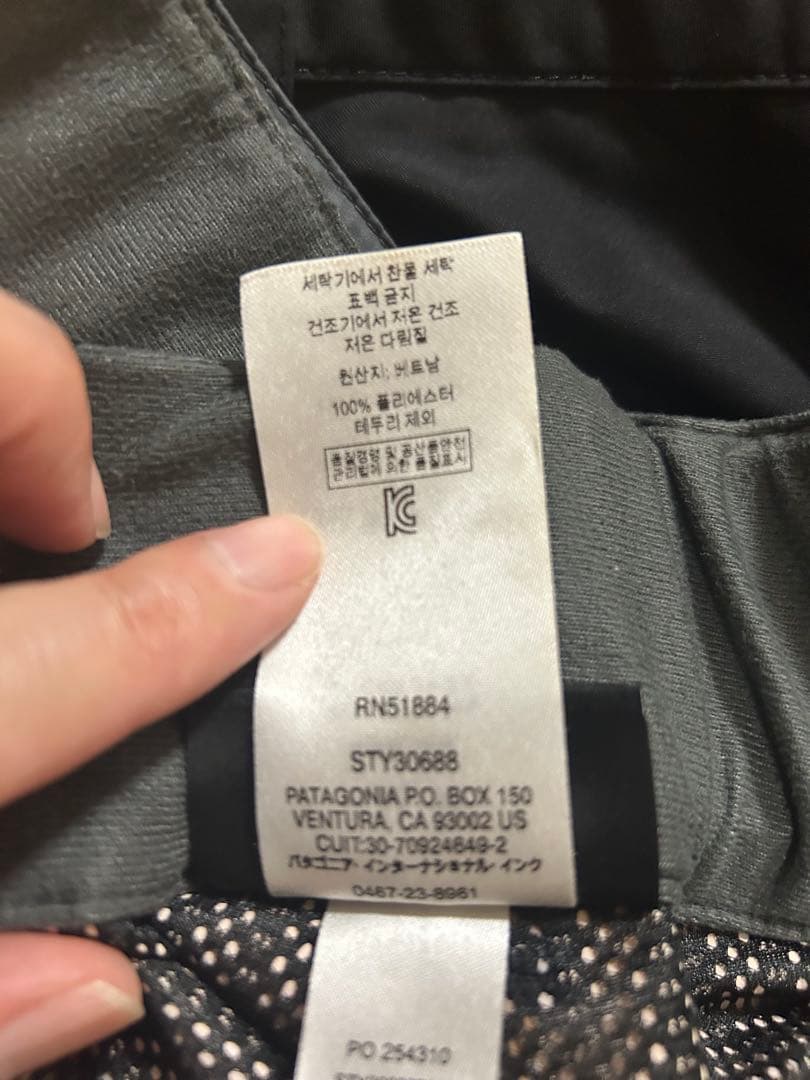 세탁기에서 찬물 세탁
표백 금지
건조기에서 저온 건조
저온 다림질
원산지: 베트남
100% 폴리에스터
테두리 제외
품질경영 및 공산품안전
관리법에 의한 품질표시
RN51884
STY30688
PATAGONIA P.O. BOX 150
VENTURA, CA 93002 US
CUIT:30-70924649-2
パタゴニア・インターナショナル・インク
0467-23-8961
PO 254310